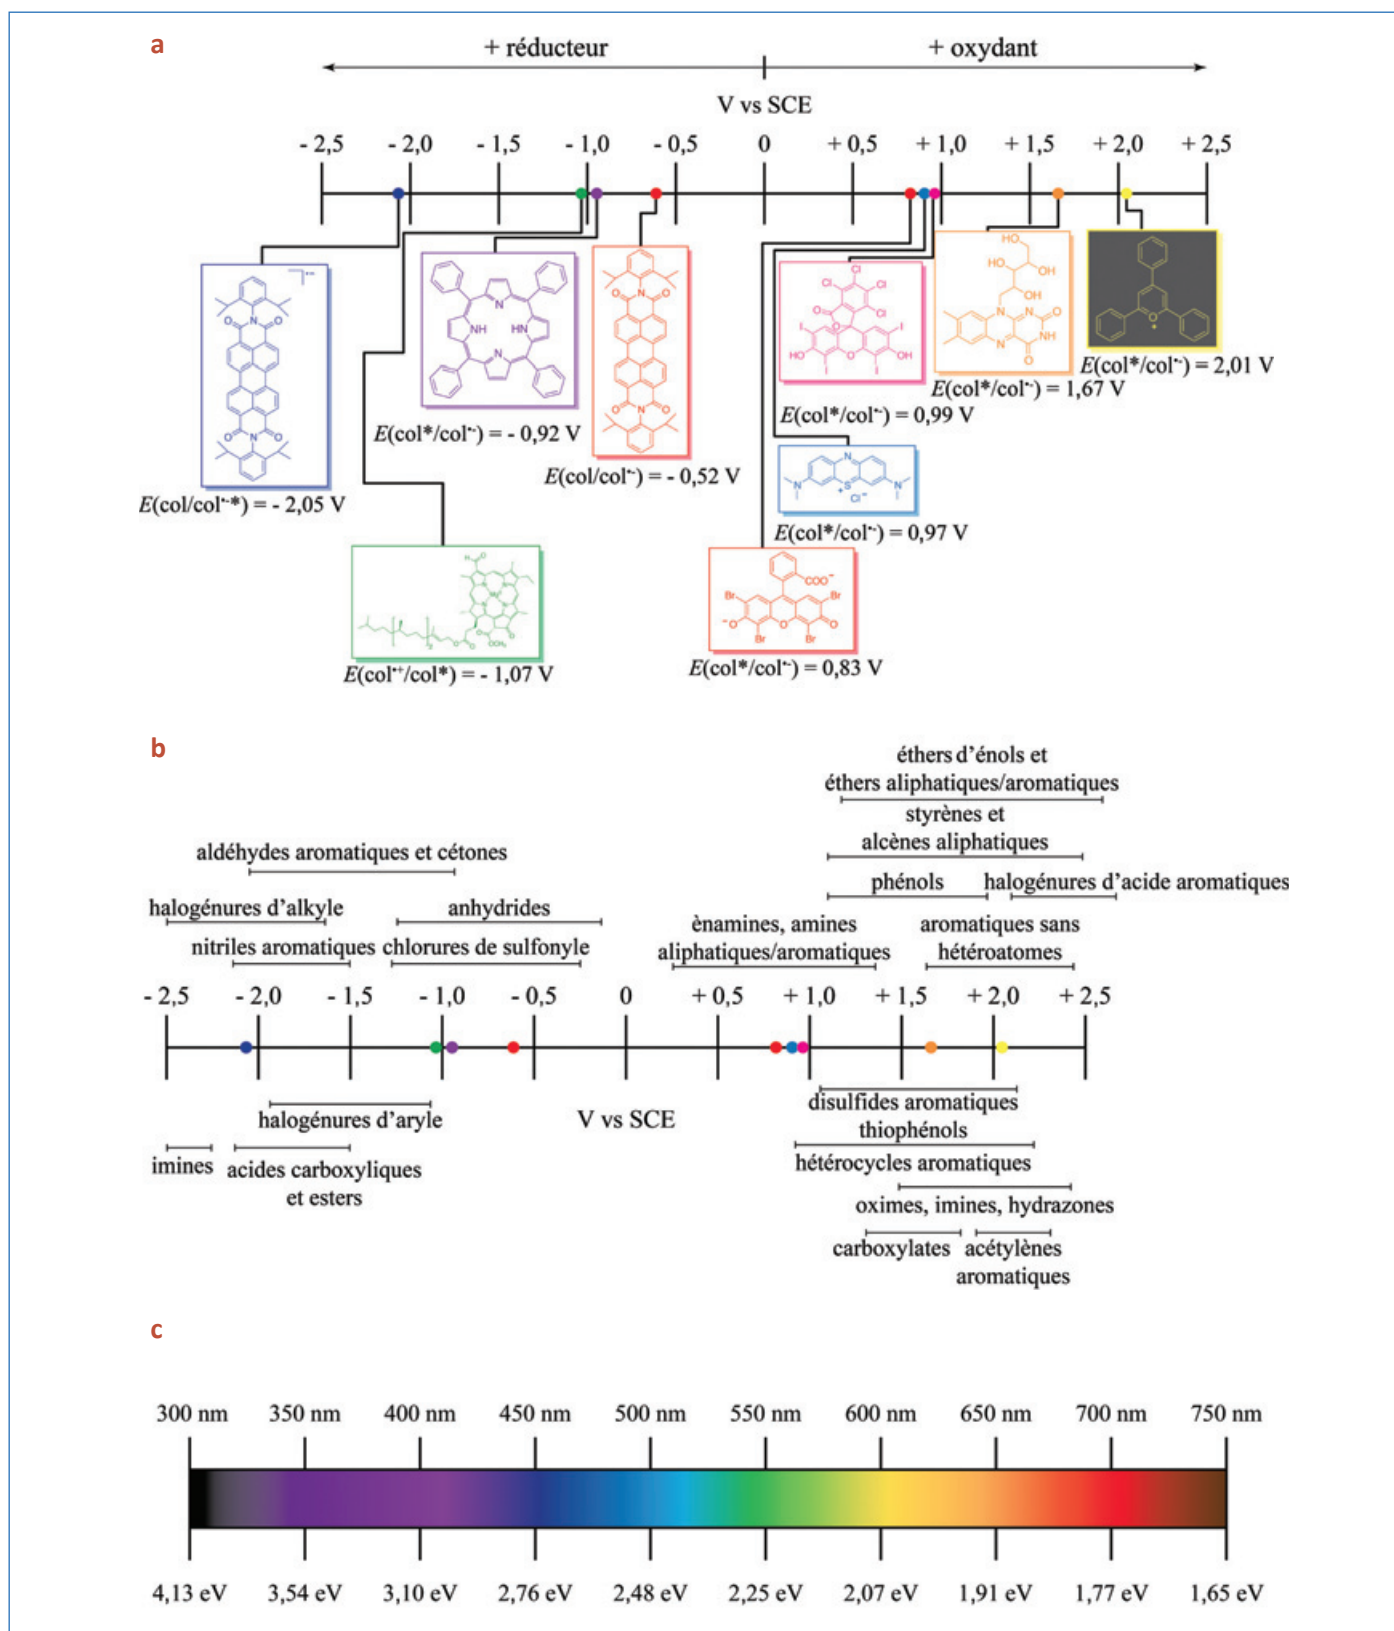 a
+ réducteur
+ oxydant
V vs SCE
- 2,5 - 2,0 - 1,5 - 1,0 - 0,5 0 + 0,5 + 1,0 + 1,5 + 2,0 + 2,5
E(col*/col•-) = 2,01 V
E(col*/col•-) = 1,67 V
E(col*/col•-) = 0,99 V
E(col*/col•-) = - 0,92 V
E(col/col•-) = - 0,52 V
E(col/col•-*) = - 2,05 V
E(col*/col•-) = 0,97 V
E(col•+/col*) = - 1,07 V
E(col*/col•-) = 0,83 V
b
éthers d'énols et
éthers aliphatiques/aromatiques
styrènes et
alcènes aliphatiques
aldéhydes aromatiques et cétones
phénols
halogénures d'acide aromatiques
halogénures d'alkyle
anhydrides
ènamines, amines
aliphatiques/aromatiques
aromatiques sans
hétéroatomes
nitriles aromatiques
chlorures de sulfonyle
- 2,5 - 2,0 - 1,5 - 1,0 - 0,5 0 + 0,5 + 1,0 + 1,5 + 2,0 + 2,5
halogénures d'aryle
V vs SCE
disulfides aromatiques
thiophénols
imines
acides carboxyliques
et esters
hétérocycles aromatiques
oximes, imines, hydrazones
carboxylates
acétylènes
aromatiques
c
300 nm 350 nm 400 nm 450 nm 500 nm 550 nm 600 nm 650 nm 700 nm 750 nm
4,13 eV 3,54 eV 3,10 eV 2,76 eV 2,48 eV 2,25 eV 2,07 eV 1,91 eV 1,77 eV 1,65 eV